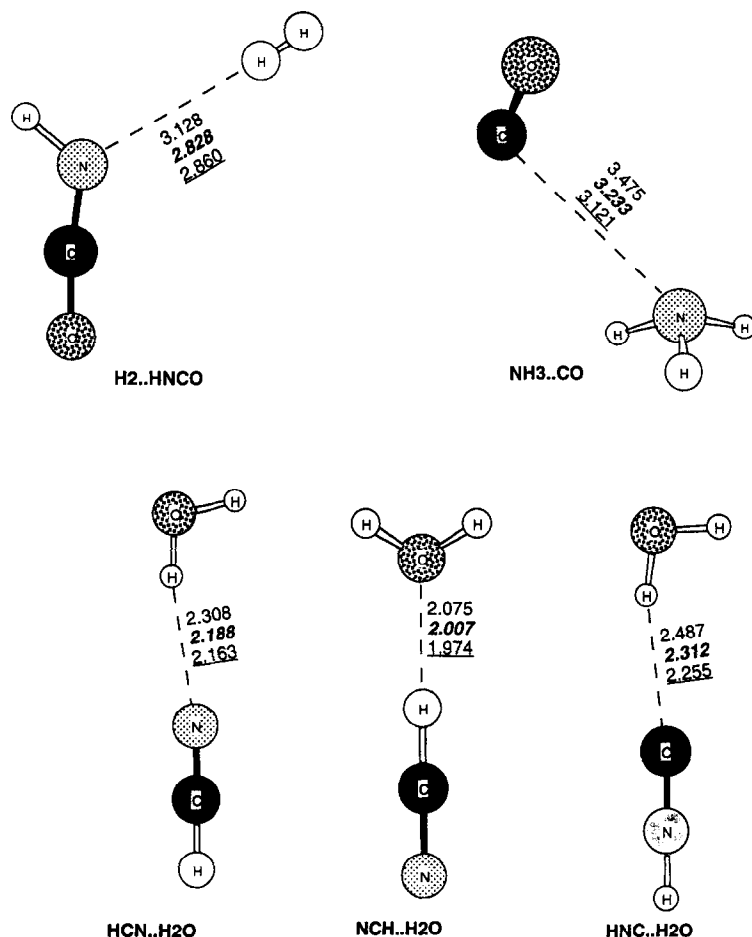 H
H
H
N
C
O
3.128
2.828
2.860
H2..HNCO
O
C
3.475
3.233
3.121
N
H
H
H
NH3..CO
O
H
H
2.308
2.188
2.163
N
C
H
HCN..H2O
H
H
O
2.075
2.007
1.974
H
C
N
NCH..H2O
O
H
H
2.487
2.312
2.255
C
N
H
HNC..H2O